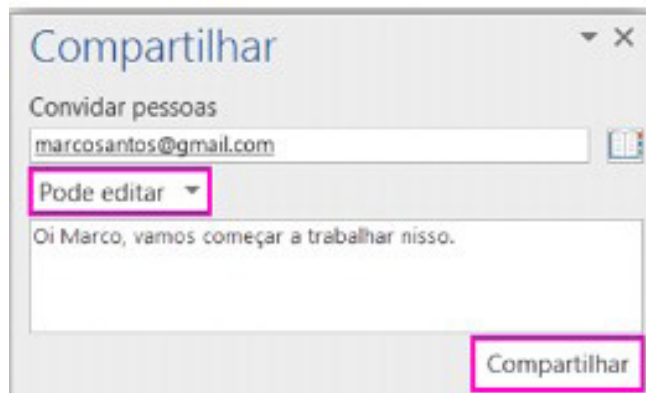 Compartilhar
Convidar pessoas
marcosantos@gmail.com
Pode editar
Oi Marco, vamos começar a trabalhar nisso.
Compartilhar